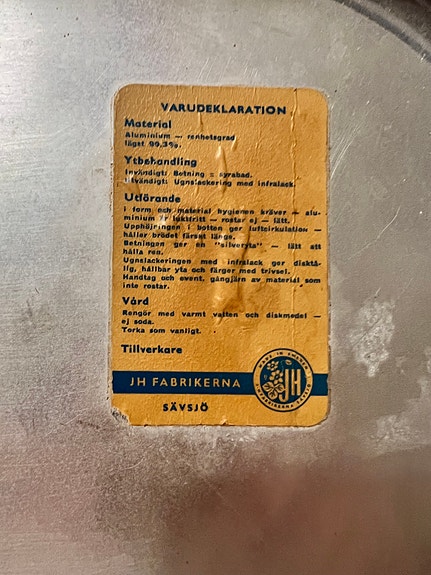 VARUDEKLARATION
Material
Aluminium — renhetsgrad
lägst 99,3%.
Ytbehandling
Invändigt: Betning = syrabad.
Utvändigt: Ugnslackering med infralack.
Utförande
I form och material hygienen kräver — alu-
minium är luktfritt — rostar ej — lätt.
Upphöjningen i botten ger luftcirkulation —
håller brödet färskt länge.
Betningen ger en "silveryta" — lätt att
hålla ren.
Ugnslackeringen med infralack ger disktå-
lig, hållbar yta och färger med trivsel.
Handtag och event. gångjärn av material som
inte rostar.
Vård
Rengör med varmt vatten och diskmedel —
ej soda.
Torka som vanligt.
Tillverkare
JH FABRIKERNA
MADE IN SWEDEN
JH
SÄVSJÖ